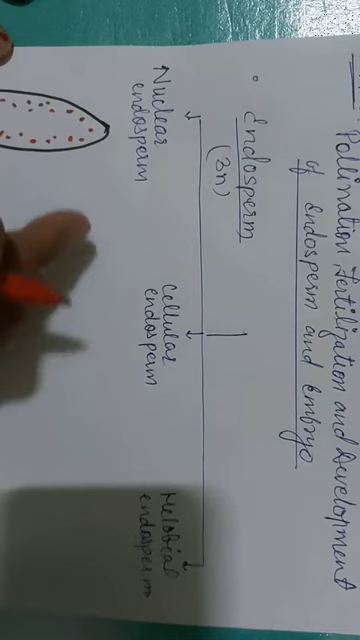 Pollination, Fertilization and Development
of Endosperm and Embryo
Endosperm
(3n)
Nuclear
endosperm
Cellular
endosperm
Helobial
endosperm